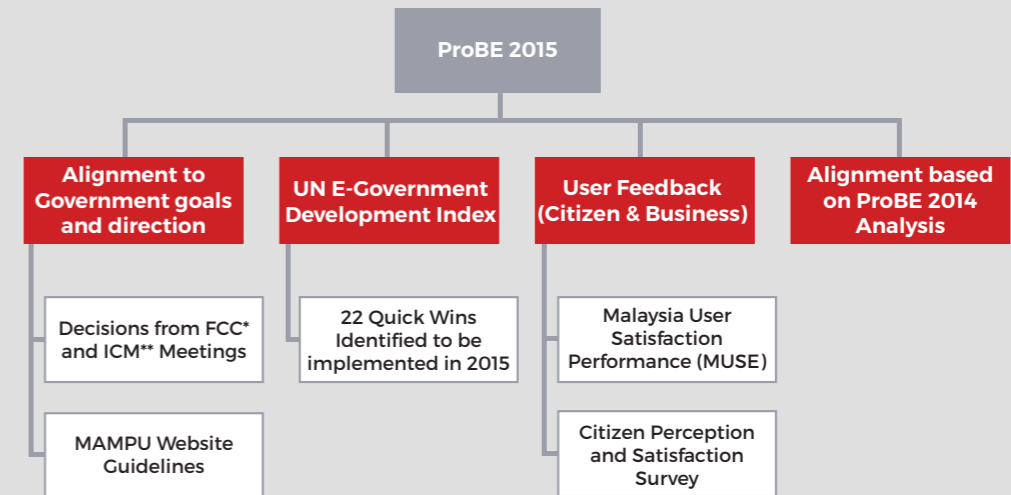 ProBE 2015
Alignment to
Government goals
and direction
UN E-Government
Development Index
User Feedback
(Citizen & Business)
Alignment based
on ProBE 2014
Analysis
Decisions from FCC*
and ICM** Meetings
22 Quick Wins
Identified to be
implemented in 2015
Malaysia User
Satisfaction
Performance (MUSE)
MAMPU Website
Guidelines
Citizen Perception
and Satisfaction
Survey